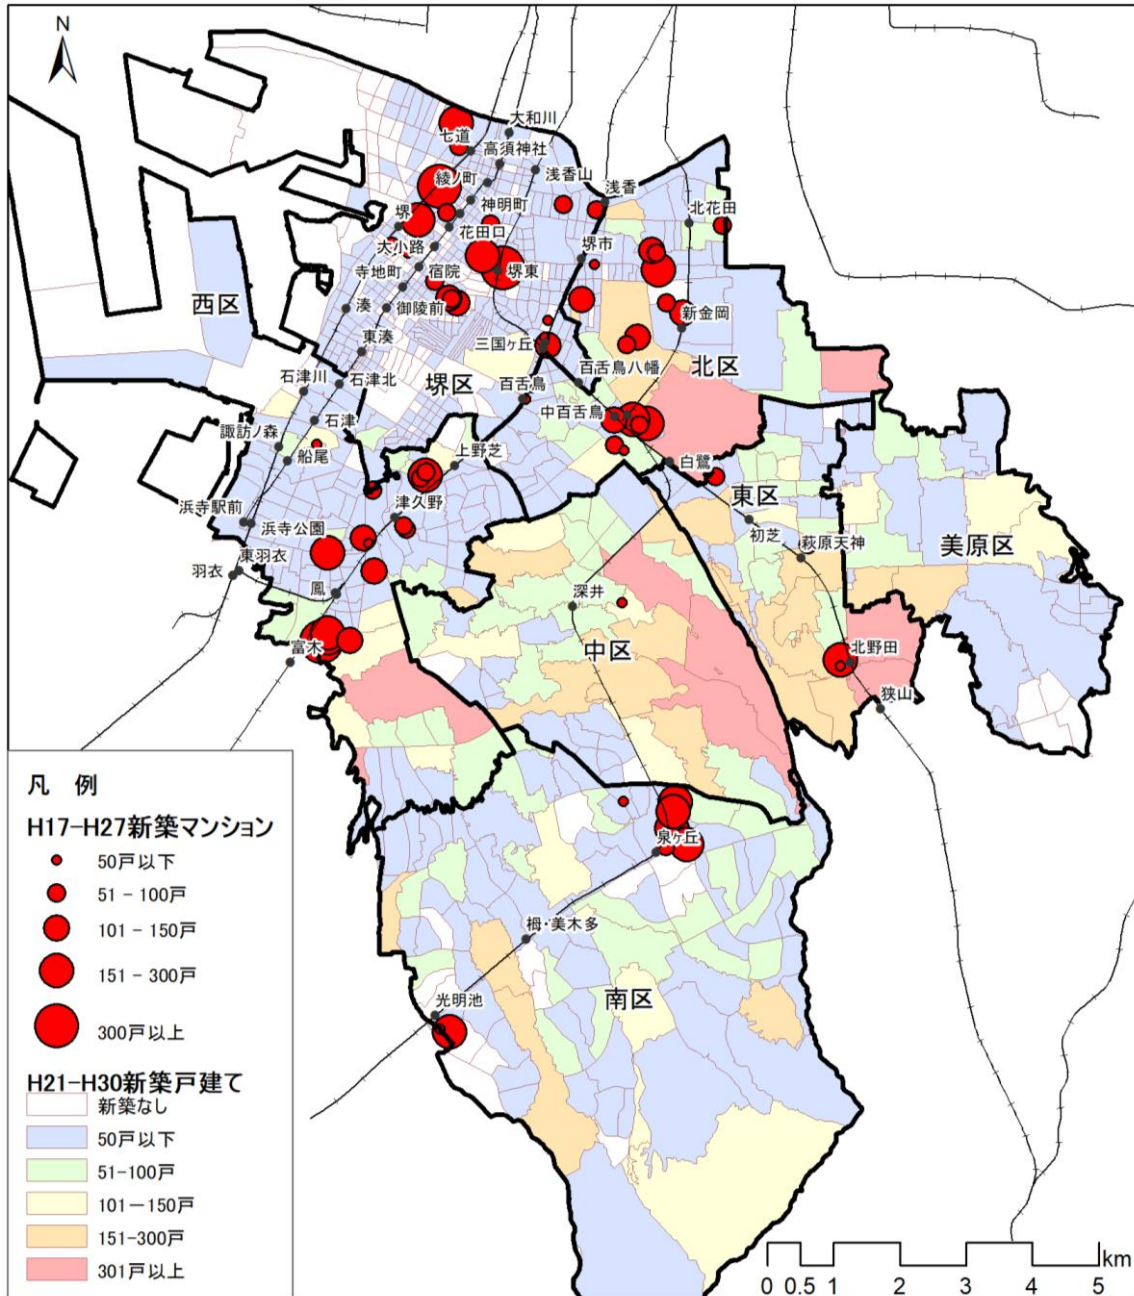 N
大和川
七道
高須神社
浅香山
綾ノ町
浅香
神明町
北花田
堺
花田口
大小路
堺市
寺地町
宿院
堺東
西区
湊
御陵前
新金岡
東湊
三国ヶ丘
北区
百舌鳥八幡
石津川
石津北
堺区
百舌鳥
中百舌鳥
石津
諏訪ノ森
船尾
上野芝
白鷺
東区
浜寺駅前
津久野
浜寺公園
初芝
萩原天神
美原区
東羽衣
羽衣
鳳
深井
中区
富木
北野田
狭山
泉ヶ丘
栂・美木多
光明池
南区
凡 例
H17-H27新築マンション
50戸以下
51 - 100戸
101 - 150戸
151 - 300戸
300戸以上
H21-H30新築戸建て
新築なし
50戸以下
51-100戸
101-150戸
151-300戸
301戸以上
km
0 0.5 1 2 3 4 5